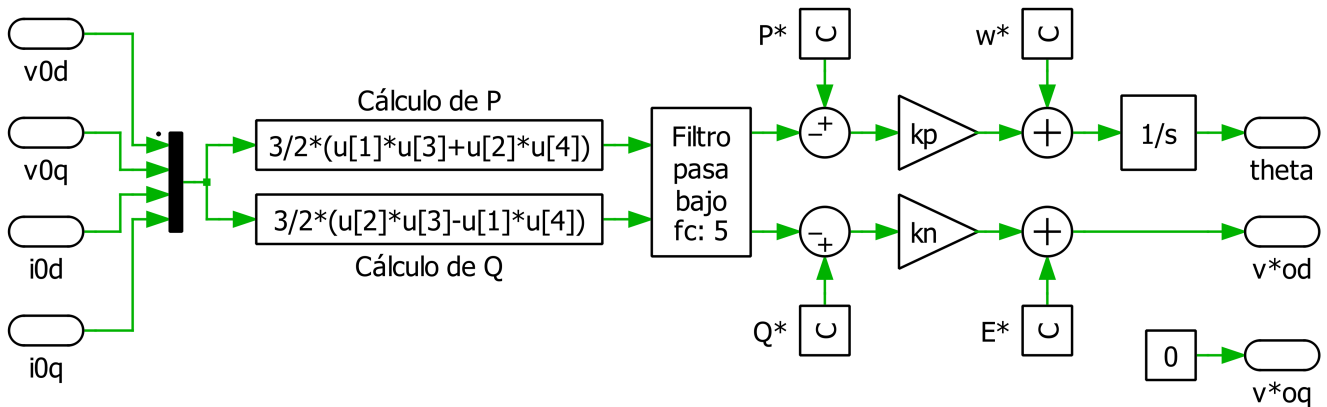 v0d
v0q
i0d
i0q
Cálculo de P
3/2*(u[1]*u[3]+u[2]*u[4])
3/2*(u[2]*u[3]-u[1]*u[4])
Cálculo de Q
Filtro
pasa
bajo
fc: 5
P*
C
w*
C
-
+
kp
+
1/s
theta
-
+
kn
+
v*od
Q*
C
E*
C
0
v*oq